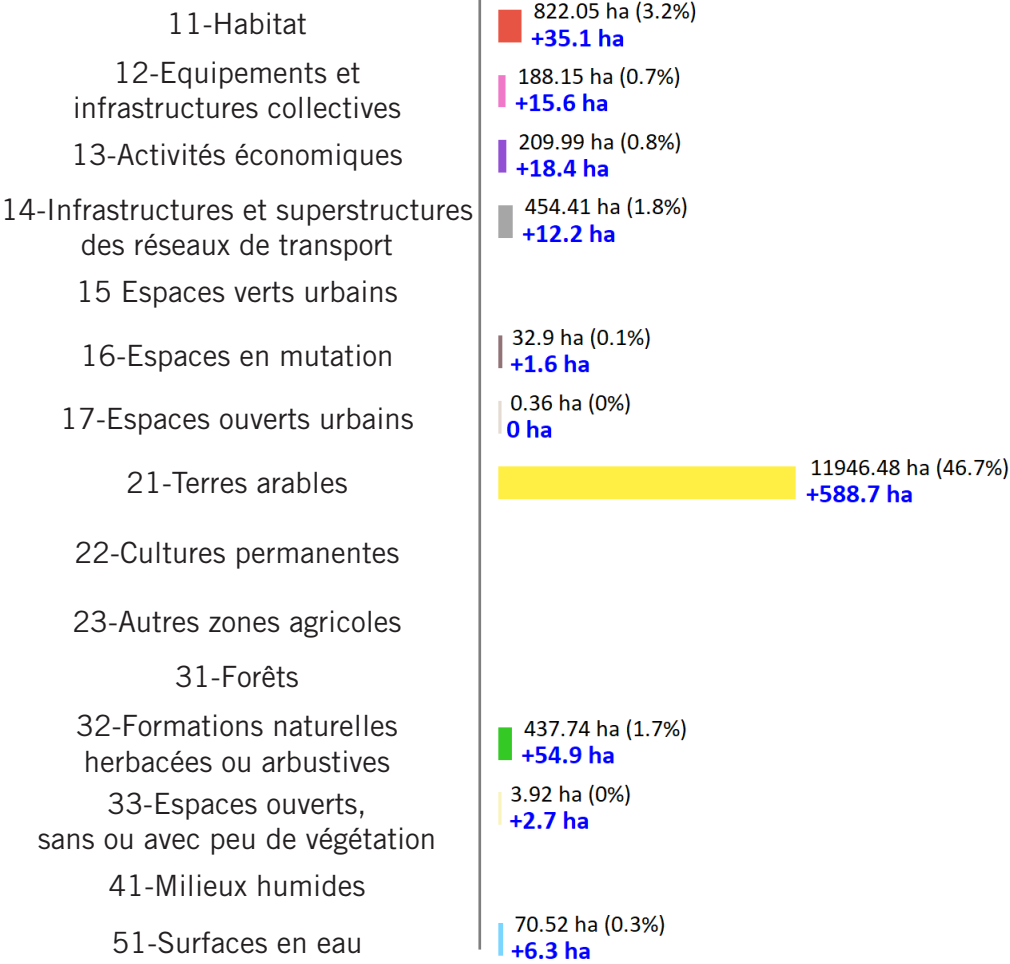 11-Habitat
822.05 ha (3.2%)
+35.1 ha
12-Equipements et
infrastructures collectives
188.15 ha (0.7%)
+15.6 ha
13-Activités économiques
209.99 ha (0.8%)
+18.4 ha
14-Infrastructures et superstructures
des réseaux de transport
454.41 ha (1.8%)
+12.2 ha
15 Espaces verts urbains
16-Espaces en mutation
32.9 ha (0.1%)
+1.6 ha
17-Espaces ouverts urbains
0.36 ha (0%)
0 ha
21-Terres arables
11946.48 ha (46.7%)
+588.7 ha
22-Cultures permanentes
23-Autres zones agricoles
31-Forêts
32-Formations naturelles
herbacées ou arbustives
437.74 ha (1.7%)
+54.9 ha
33-Espaces ouverts,
sans ou avec peu de végétation
3.92 ha (0%)
+2.7 ha
41-Milieux humides
51-Surfaces en eau
70.52 ha (0.3%)
+6.3 ha